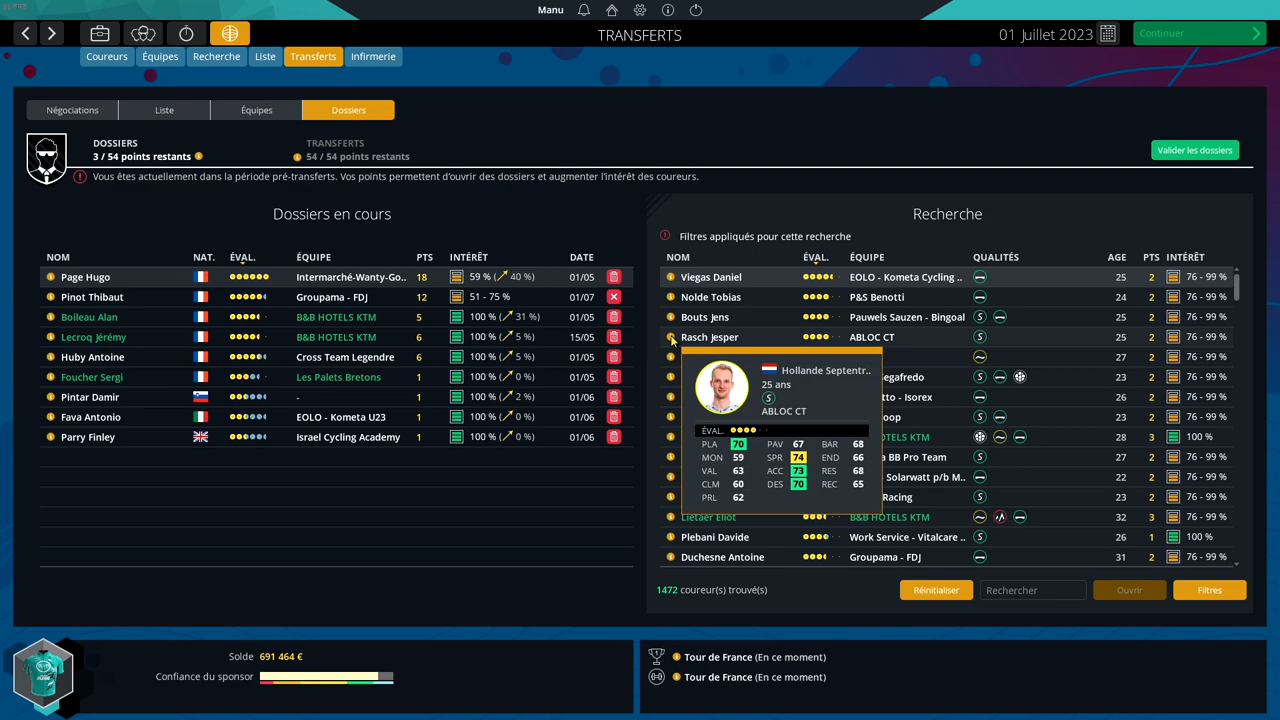 Manu
TRANSFERTS
01 Juillet 2023
Continuer
Coureurs Équipes Recherche Liste Transferts Infirmerie
Négociations Liste Équipes Dossiers
DOSSIERS
3 / 54 points restants
TRANSFERTS
54 / 54 points restants
Valider les dossiers
Vous êtes actuellement dans la période pré-transferts. Vos points permettent d'ouvrir des dossiers et augmenter l'intérêt des coureurs.
Dossiers en cours
NOM NAT. ÉVAL. ÉQUIPE PTS INTÉRÊT DATE
Page Hugo Intermarché-Wanty-Go.. 18 59 % ( 40 %) 01/05
Pinot Thibaut Groupama - FDJ 12 51 - 75 % 01/07
Boileau Alan B&B HOTELS KTM 5 100 % ( 31 %) 01/05
Lecroq Jérémy B&B HOTELS KTM 6 100 % ( 5 %) 15/05
Huby Antoine Cross Team Legendre 6 100 % ( 5 %) 01/05
Foucher Sergi Les Palets Bretons 1 100 % ( 0 %) 01/05
Pintar Damir - 1 100 % ( 2 %) 01/06
Fava Antonio EOLO - Kometa U23 1 100 % ( 0 %) 01/06
Parry Finley Israel Cycling Academy 1 100 % ( 0 %) 01/06
Recherche
Filtres appliqués pour cette recherche
NOM ÉVAL. ÉQUIPE QUALITÉS AGE PTS INTÉRÊT
Viegas Daniel EOLO - Kometa Cycling .. 25 2 76 - 99 %
Nolde Tobias P&S Benotti 24 2 76 - 99 %
Bouts Jens Pauwels Sauzen - Bingoal S 25 2 76 - 99 %
Rasch Jesper ABLOC CT S 25 2 76 - 99 %
27 2 76 - 99 %
Segafredo S 23 2 76 - 99 %
tto - Isorex 26 2 76 - 99 %
oop S 23 2 76 - 99 %
HOTELS KTM 28 3 100 %
a BB Pro Team S 27 2 76 - 99 %
Solarwatt p/b M.. 22 2 76 - 99 %
Racing S 23 2 76 - 99 %
Lietaer Eliot B&B HOTELS KTM 32 3 76 - 99 %
Plebani Davide Work Service - Vitalcare .. S 26 1 100 %
Duchesne Antoine Groupama - FDJ 31 2 76 - 99 %
Hollande Septentr..
25 ans
S
ABLOC CT
ÉVAL.
PLA 70 PAV 67 BAR 68
MON 59 SPR 74 END 66
VAL 63 ACC 73 RES 68
CLM 60 DES 70 REC 65
PRL 62
1472 coureur(s) trouvé(s)
Réinitialiser Rechercher Ouvrir Filtres
Solde 691 464 €
Confiance du sponsor
Tour de France (En ce moment)
Tour de France (En ce moment)